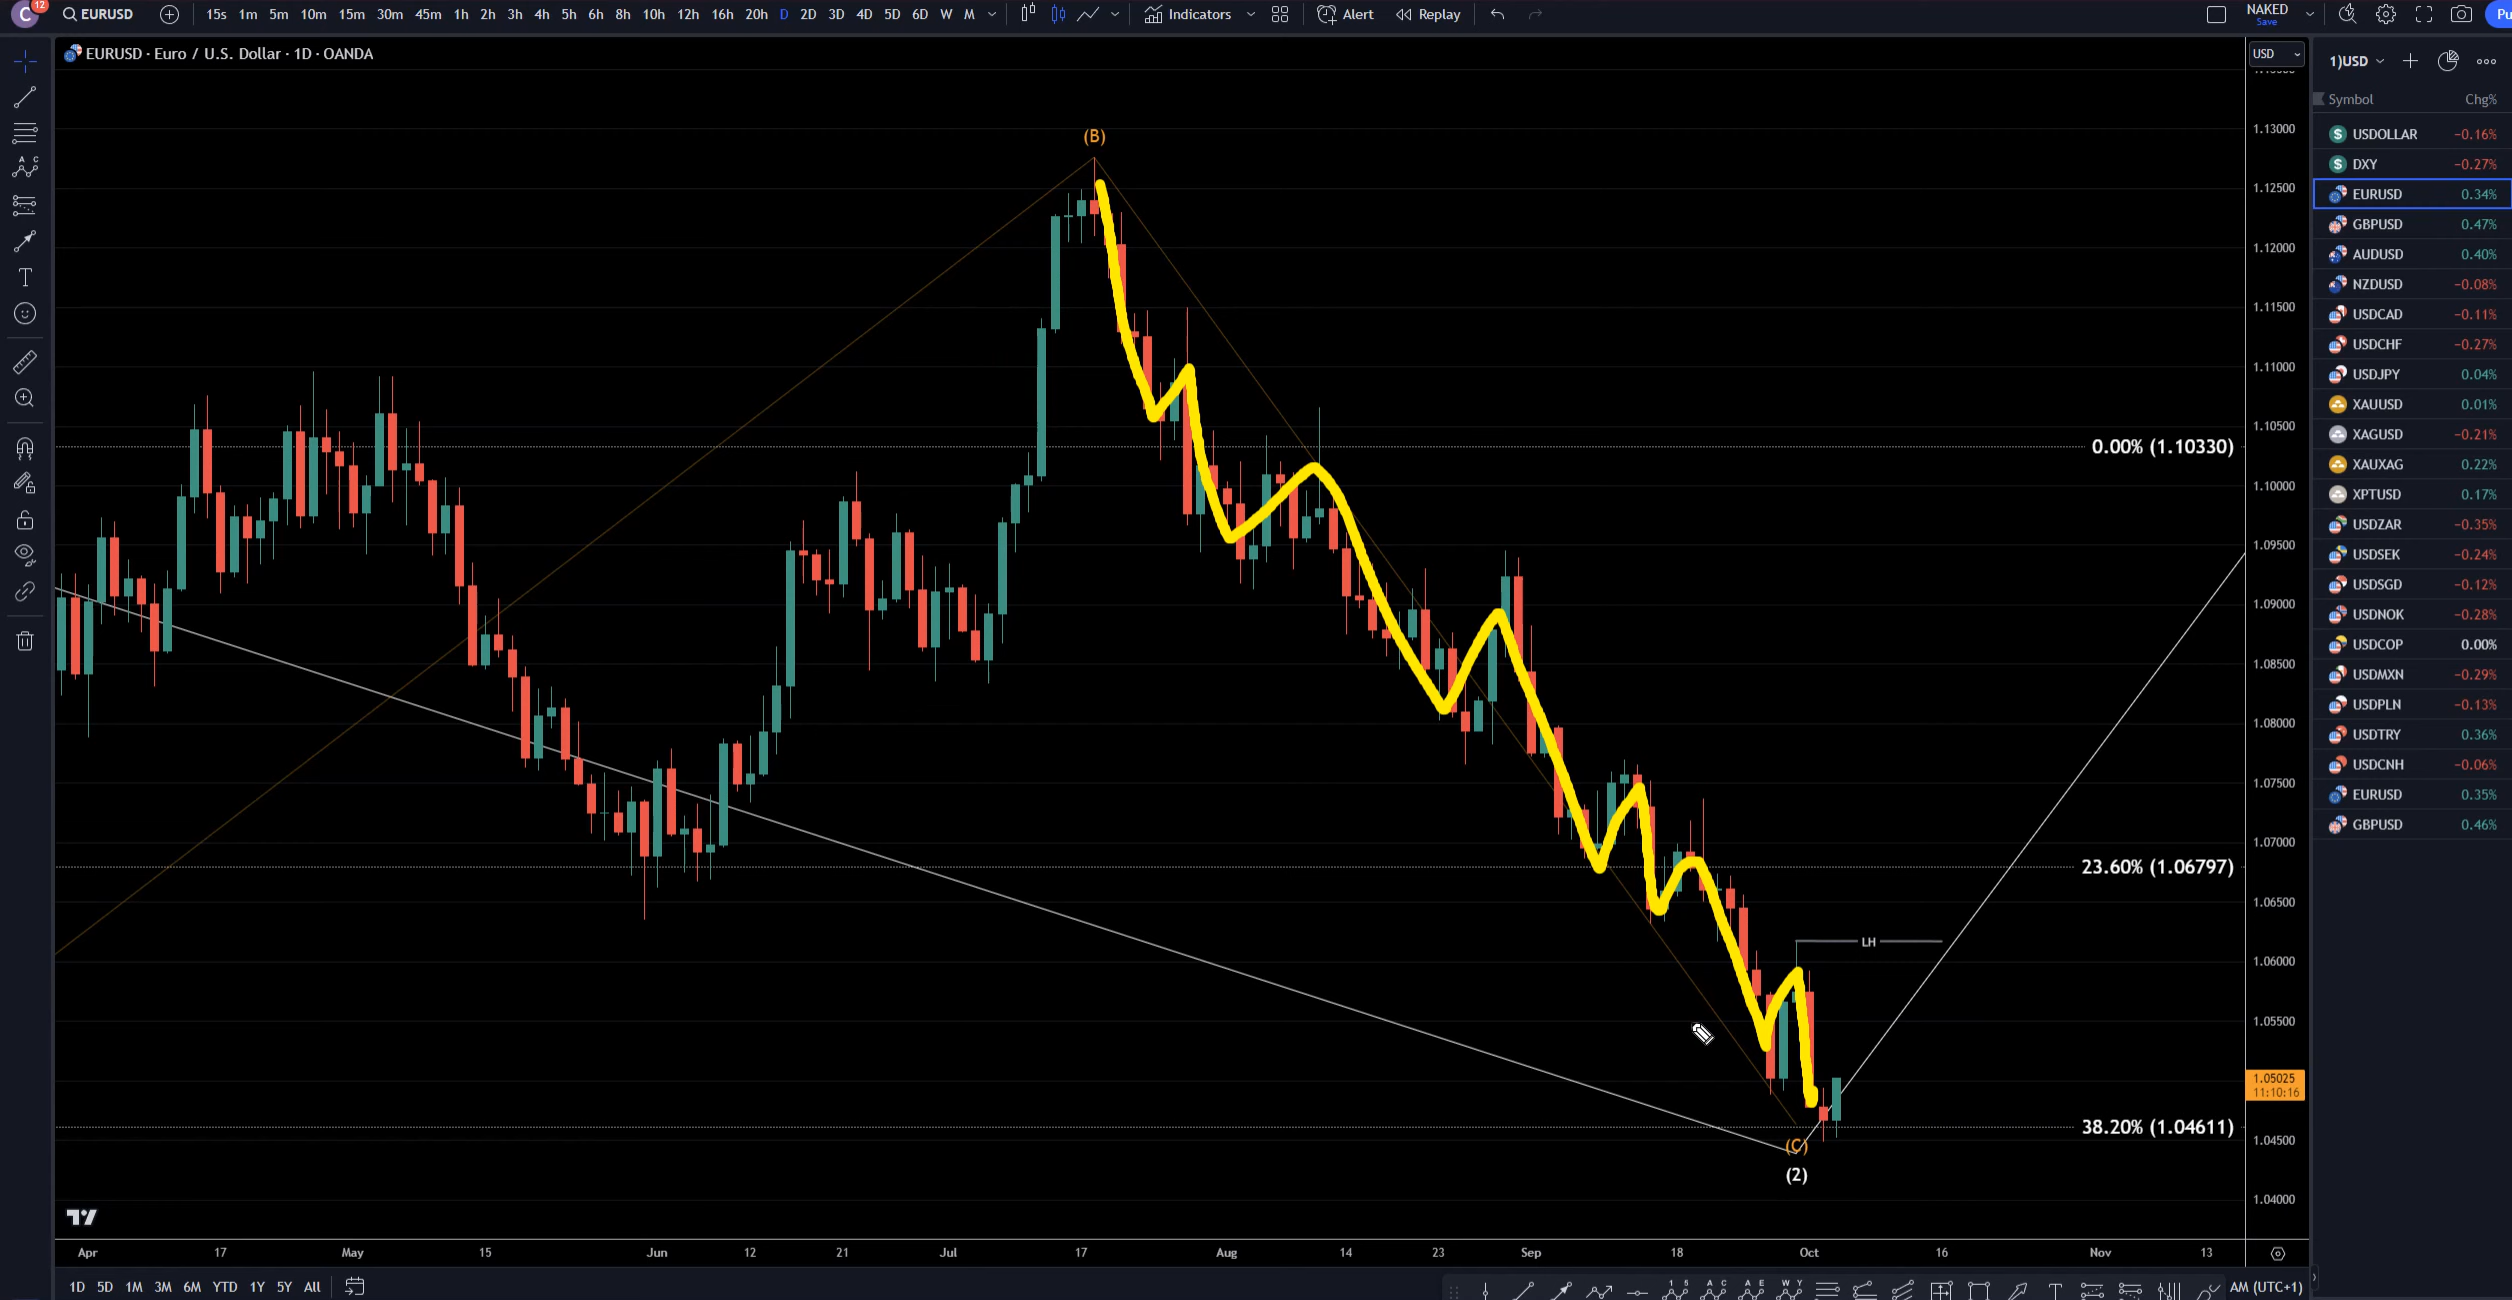 C 12 EURUSD 15s 1m 5m 10m 15m 30m 45m 1h 2h 3h 4h 5h 6h 8h 10h 12h 16h 20h D 2D 3D 4D 5D 6D W M Indicators Alert Replay NAKED Save Pu
EURUSD · Euro / U.S. Dollar · 1D · OANDA
USD
1)USD
Symbol Chg%
USDOLLAR −0.16%
DXY −0.27%
EURUSD 0.34%
GBPUSD 0.47%
AUDUSD 0.40%
NZDUSD −0.08%
USDCAD −0.11%
USDCHF −0.27%
USDJPY 0.04%
XAUUSD 0.01%
XAGUSD −0.21%
XAUXAG 0.22%
XPTUSD 0.17%
USDZAR −0.35%
USDSEK −0.24%
USDSGD −0.12%
USDNOK −0.28%
USDCOP 0.00%
USDMXN −0.29%
USDPLN −0.13%
USDTRY 0.36%
USDCNH −0.06%
EURUSD 0.35%
GBPUSD 0.46%
(B)
0.00% (1.10330)
23.60% (1.06797)
LH
38.20% (1.04611)
(C)
(2)
1.13000
1.12500
1.12000
1.11500
1.11000
1.10500
1.10000
1.09500
1.09000
1.08500
1.08000
1.07500
1.07000
1.06500
1.06000
1.05500
1.05025
11:10:16
1.04500
1.04000
Apr 17 May 15 Jun 12 21 Jul 17 Aug 14 23 Sep 18 Oct 16 Nov 13
1D 5D 1M 3M 6M YTD 1Y 5Y All
AM (UTC+1)